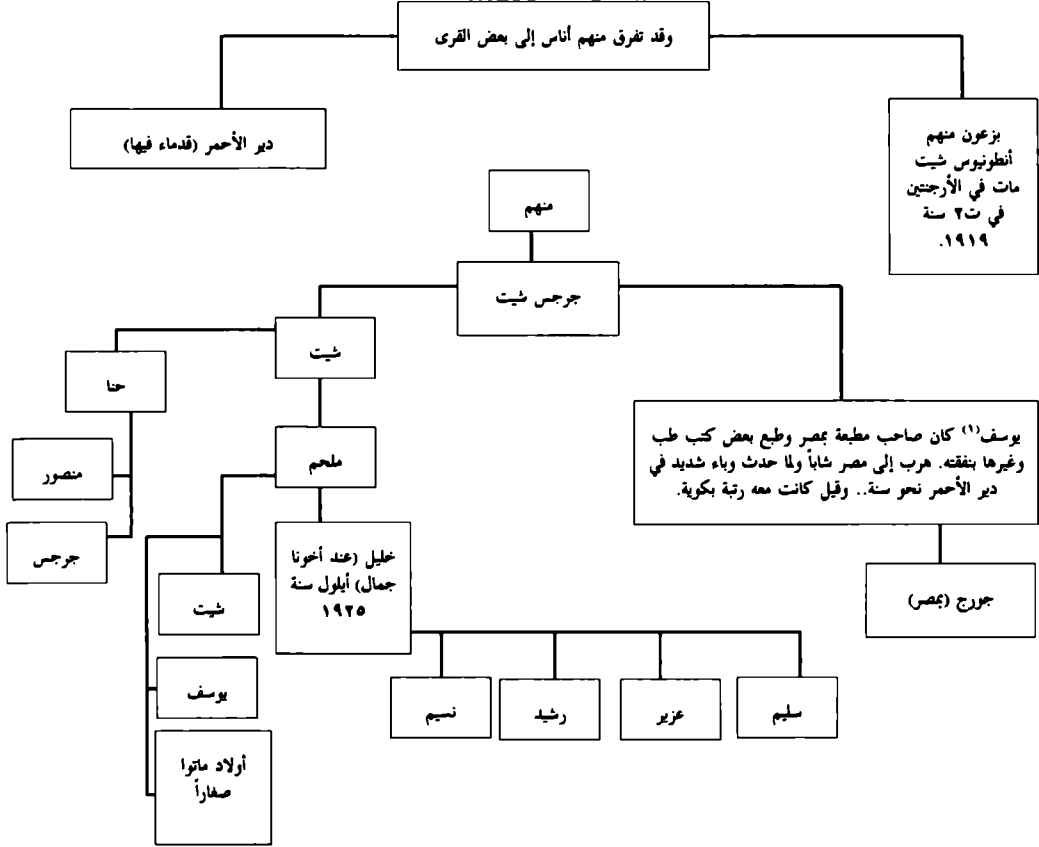 وقد تفرق منهم أناس إلى بعض القرى
دير الأحمر (قدماء فيها)
بزعون منهم
أنطونيوس شيت
مات في الأرجنتين
في ت٢ سنة
١٩١٩.
منهم
جرجس شيت
شيت
حنا
منصور
جرجس
ملحم
يوسف(١) كان صاحب مطبعة بمصر وطبع بعض كتب طب
وغيرها بنفقته. هرب إلى مصر شاباً ولما حدث وباء شديد في
دير الأحمر نحو سنة.. وقيل كانت معه رتبة بكوية.
خليل (عند أخونا
جمال) أيلول سنة
١٩٢٥
شيت
جورج (بمصر)
يوسف
أولاد ماتوا
صغاراً
سليم
عزيز
رشيد
نسيم